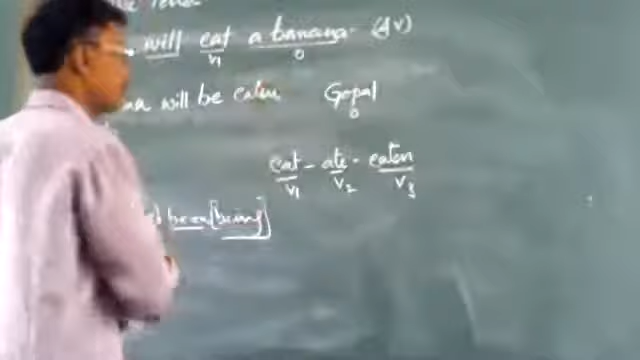 will eat a banana. (AV)
V1 O
will be eaten Gopal
O
eat - ate - eaten
V1 V2 V3
been [being]